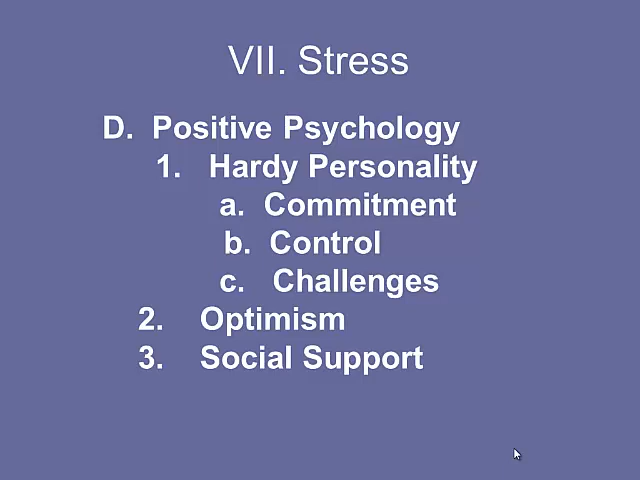 VII. Stress
D. Positive Psychology
1. Hardy Personality
a. Commitment
b. Control
c. Challenges
2. Optimism
3. Social Support